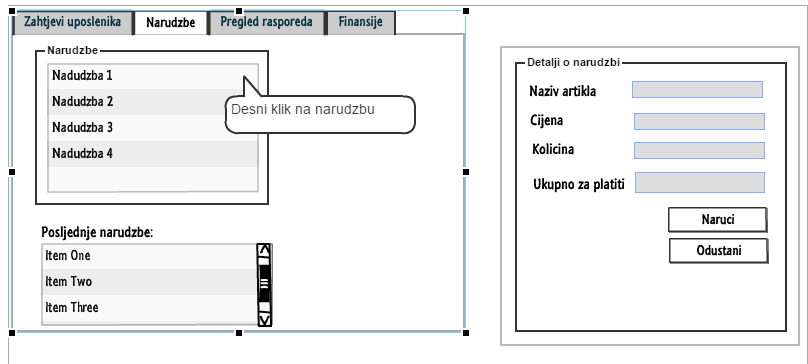 Zahtjevi uposlenika
Narudzbe
Pregled rasporeda
Finansije
Narudzbe
Nadudzba 1
Nadudzba 2
Nadudzba 3
Nadudzba 4
Desni klik na narudzbu
Posljednje narudzbe:
Item One
Item Two
Item Three
Detalji o narudzbi
Naziv artikla
Cijena
Kolicina
Ukupno za platiti
Naruci
Odustani